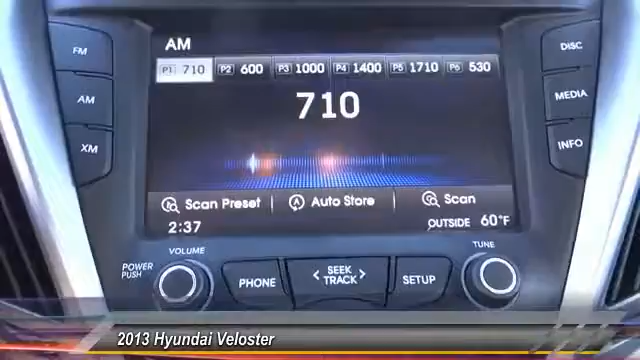 AM
P1 710 P2 600 P3 1000 P4 1400 P5 1710 P6 530
710
Scan Preset Auto Store Scan
2:37 OUTSIDE 60°F
FM
AM
XM
DISC
MEDIA
INFO
VOLUME
POWER
PUSH
PHONE
< SEEK >
TRACK
SETUP
TUNE
2013 Hyundai Veloster